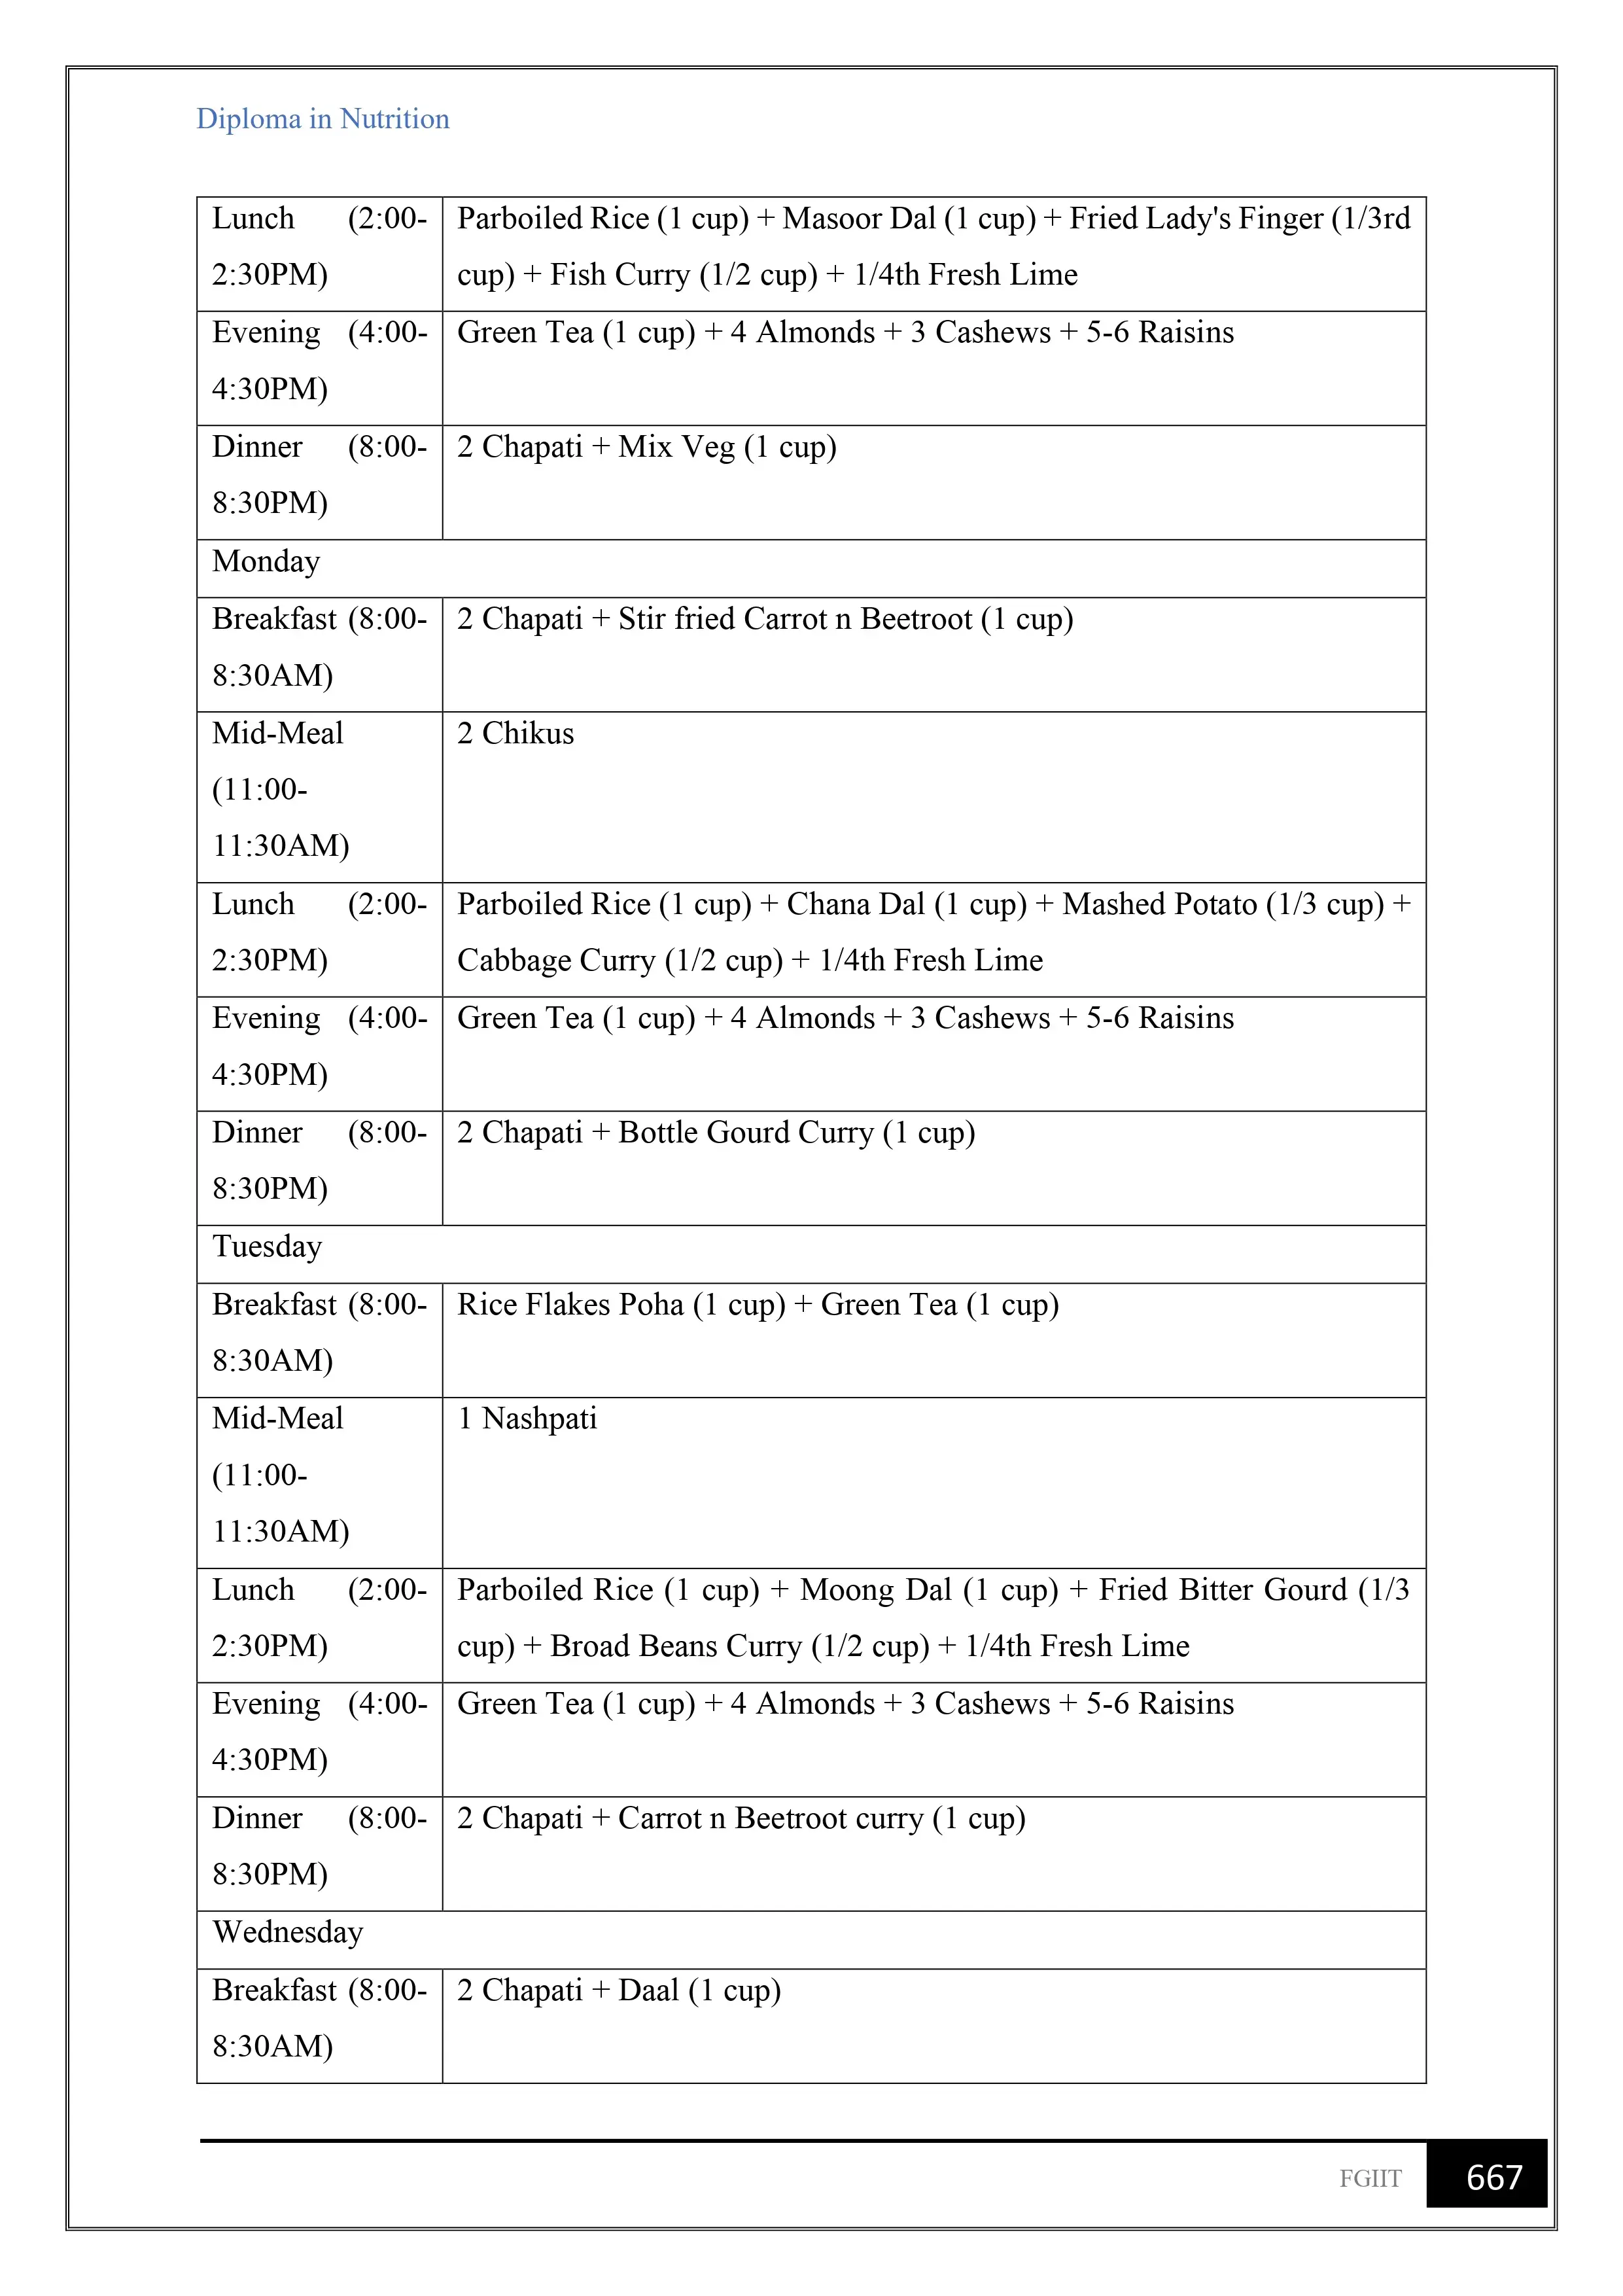 Diploma in Nutrition
Lunch (2:00-
2:30PM)
Parboiled Rice (1 cup) + Masoor Dal (1 cup) + Fried Lady's Finger (1/3rd
cup) + Fish Curry (1/2 cup) + 1/4th Fresh Lime
Evening (4:00-
4:30PM)
Green Tea (1 cup) + 4 Almonds + 3 Cashews + 5-6 Raisins
Dinner (8:00-
8:30PM)
2 Chapati + Mix Veg (1 cup)
Monday
Breakfast (8:00-
8:30AM)
2 Chapati + Stir fried Carrot n Beetroot (1 cup)
Mid-Meal
(11:00-
11:30AM)
2 Chikus
Lunch (2:00-
2:30PM)
Parboiled Rice (1 cup) + Chana Dal (1 cup) + Mashed Potato (1/3 cup) +
Cabbage Curry (1/2 cup) + 1/4th Fresh Lime
Evening (4:00-
4:30PM)
Green Tea (1 cup) + 4 Almonds + 3 Cashews + 5-6 Raisins
Dinner (8:00-
8:30PM)
2 Chapati + Bottle Gourd Curry (1 cup)
Tuesday
Breakfast (8:00-
8:30AM)
Rice Flakes Poha (1 cup) + Green Tea (1 cup)
Mid-Meal
(11:00-
11:30AM)
1 Nashpati
Lunch (2:00-
2:30PM)
Parboiled Rice (1 cup) + Moong Dal (1 cup) + Fried Bitter Gourd (1/3
cup) + Broad Beans Curry (1/2 cup) + 1/4th Fresh Lime
Evening (4:00-
4:30PM)
Green Tea (1 cup) + 4 Almonds + 3 Cashews + 5-6 Raisins
Dinner (8:00-
8:30PM)
2 Chapati + Carrot n Beetroot curry (1 cup)
Wednesday
Breakfast (8:00-
8:30AM)
2 Chapati + Daal (1 cup)
FGIIT 667